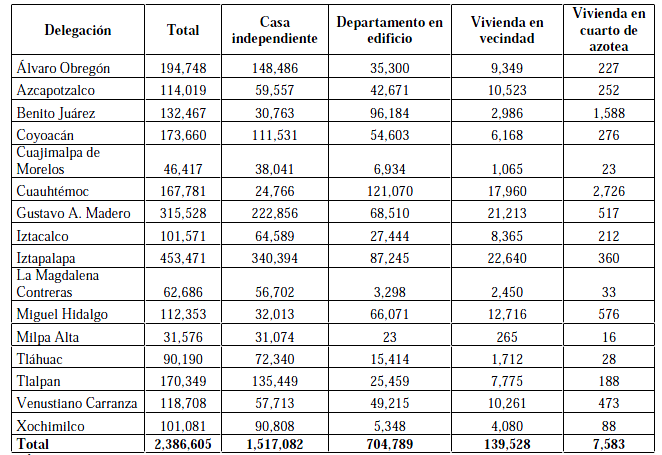 Delegación Total Casa independiente Departamento en edificio Vivienda en vecindad Vivienda en cuarto de azotea
Álvaro Obregón 194,748 148,486 35,300 9,349 227
Azcapotzalco 114,019 59,557 42,671 10,523 252
Benito Juárez 132,467 30,763 96,184 2,986 1,588
Coyoacán 173,660 111,531 54,603 6,168 276
Cuajimalpa de Morelos 46,417 38,041 6,934 1,065 23
Cuauhtémoc 167,781 24,766 121,070 17,960 2,726
Gustavo A. Madero 315,528 222,856 68,510 21,213 517
Iztacalco 101,571 64,589 27,444 8,365 212
Iztapalapa 453,471 340,394 87,245 22,640 360
La Magdalena Contreras 62,686 56,702 3,298 2,450 33
Miguel Hidalgo 112,353 32,013 66,071 12,716 576
Milpa Alta 31,576 31,074 23 265 16
Tláhuac 90,190 72,340 15,414 1,712 28
Tlalpan 170,349 135,449 25,459 7,775 188
Venustiano Carranza 118,708 57,713 49,215 10,261 473
Xochimilco 101,081 90,808 5,348 4,080 88
Total 2,386,605 1,517,082 704,789 139,528 7,583